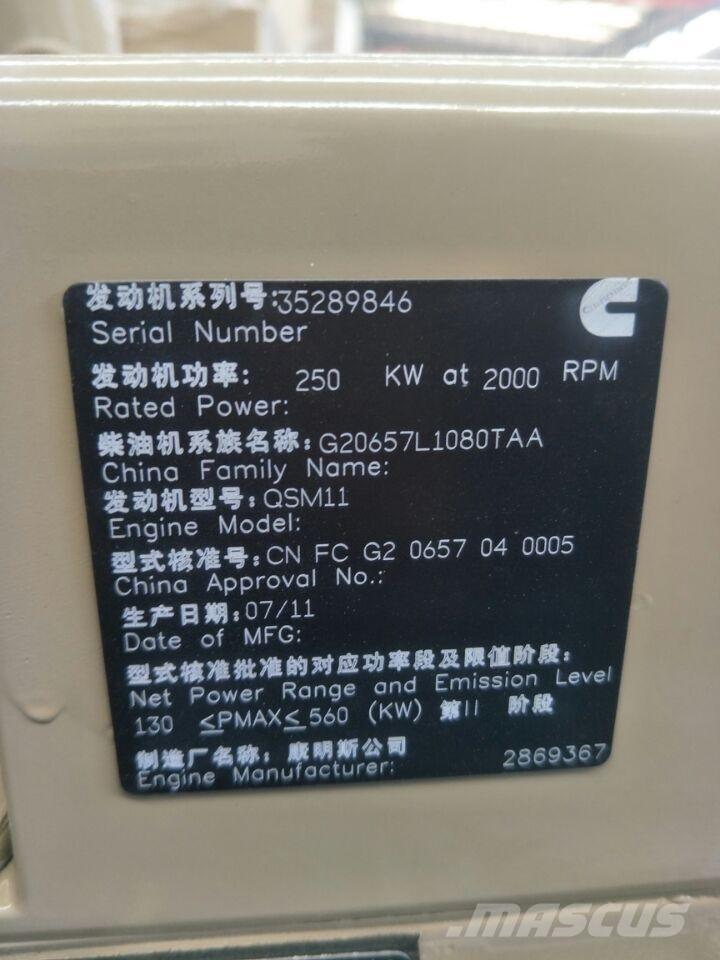 发动机系列号:35289846
Serial Number
发动机功率: 250 KW at 2000 RPM
Rated Power:
柴油机系族名称:G20657L1080TAA
China Family Name:
发动机型号:QSM11
Engine Model:
型式核准号:CN FC G2 0657 04 0005
China Approval No.:
生产日期:07/11
Date of MFG:
型式核准批准的对应功率段及限值阶段:
Net Power Range and Emission Level
130 ≤PMAX≤560 (KW) 第II 阶段
制造厂名称: 康明斯公司 2869367
Engine Manufacturer:
MASCUS